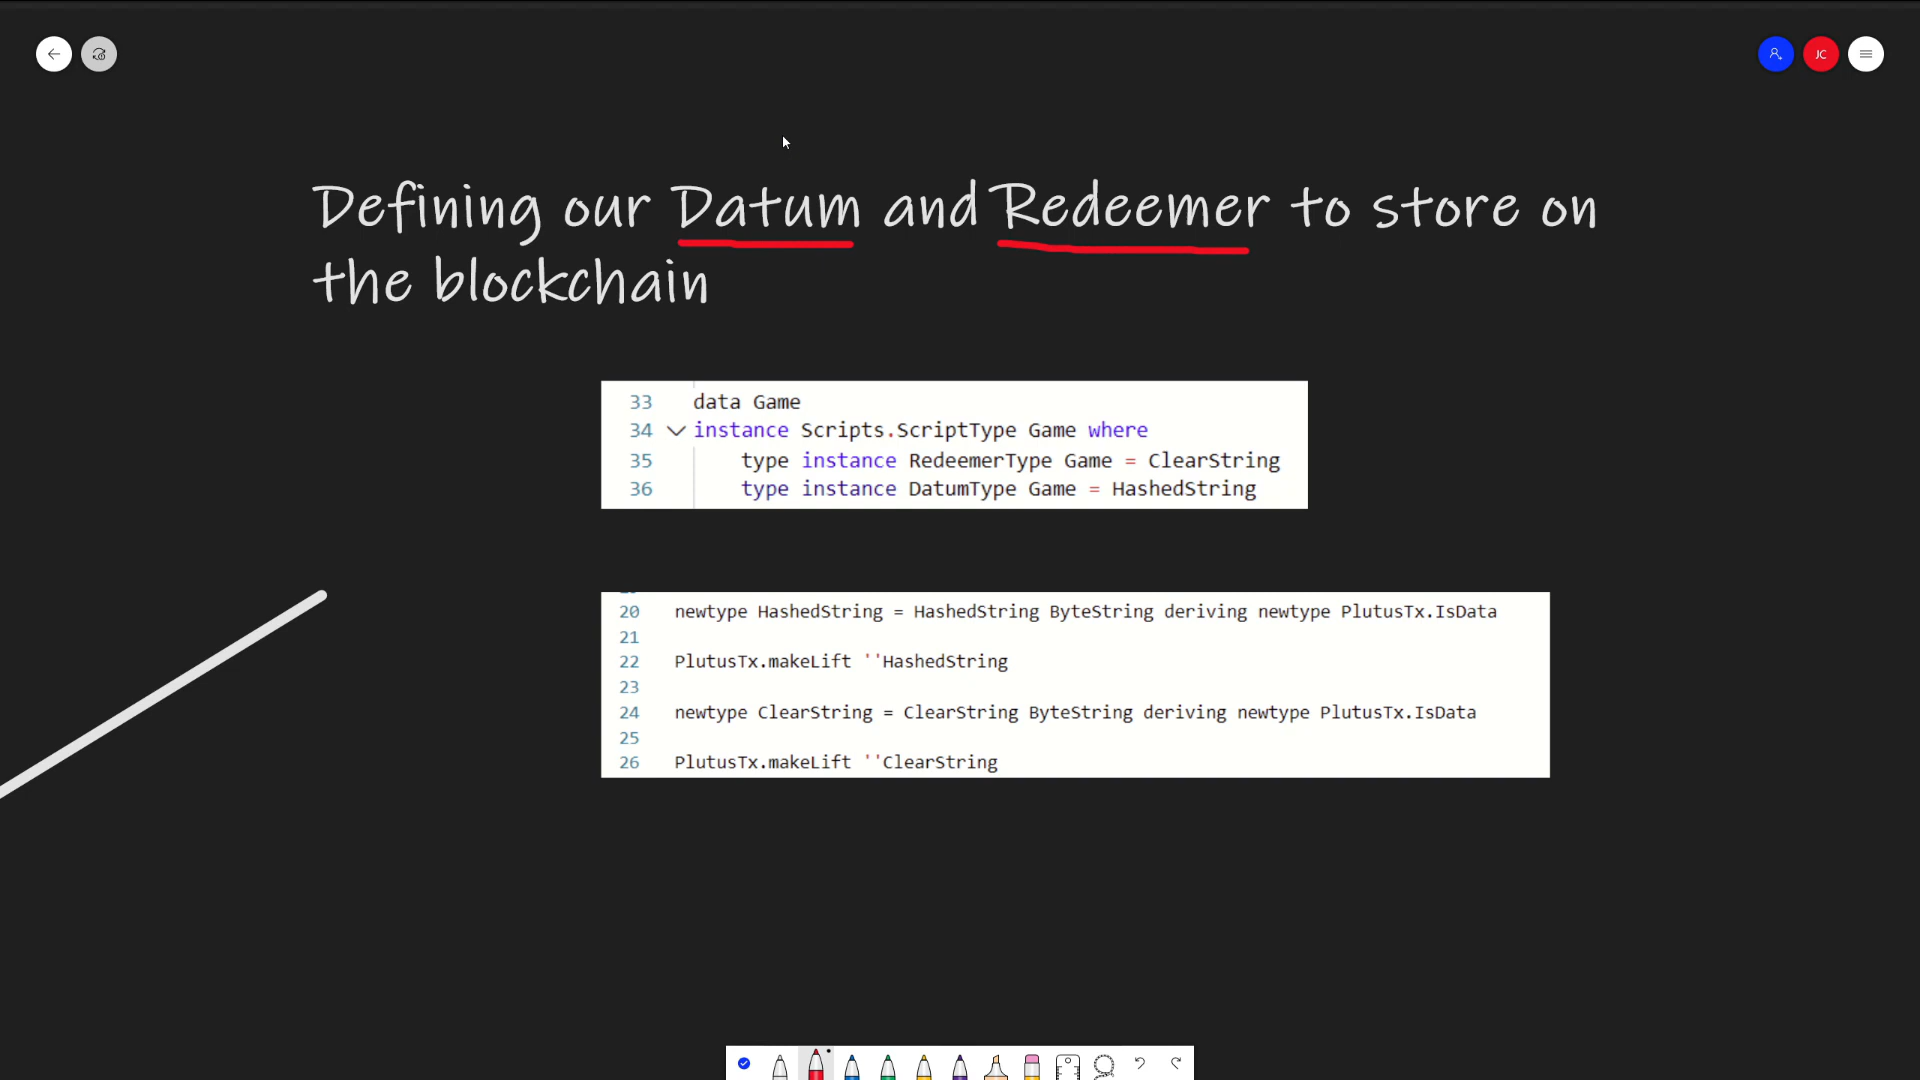 JC
Defining our Datum and Redeemer to store on
the blockchain
33 data Game
34 instance Scripts.ScriptType Game where
35 type instance RedeemerType Game = ClearString
36 type instance DatumType Game = HashedString
20 newtype HashedString = HashedString ByteString deriving newtype PlutusTx.IsData
21
22 PlutusTx.makeLift ''HashedString
23
24 newtype ClearString = ClearString ByteString deriving newtype PlutusTx.IsData
25
26 PlutusTx.makeLift ''ClearString